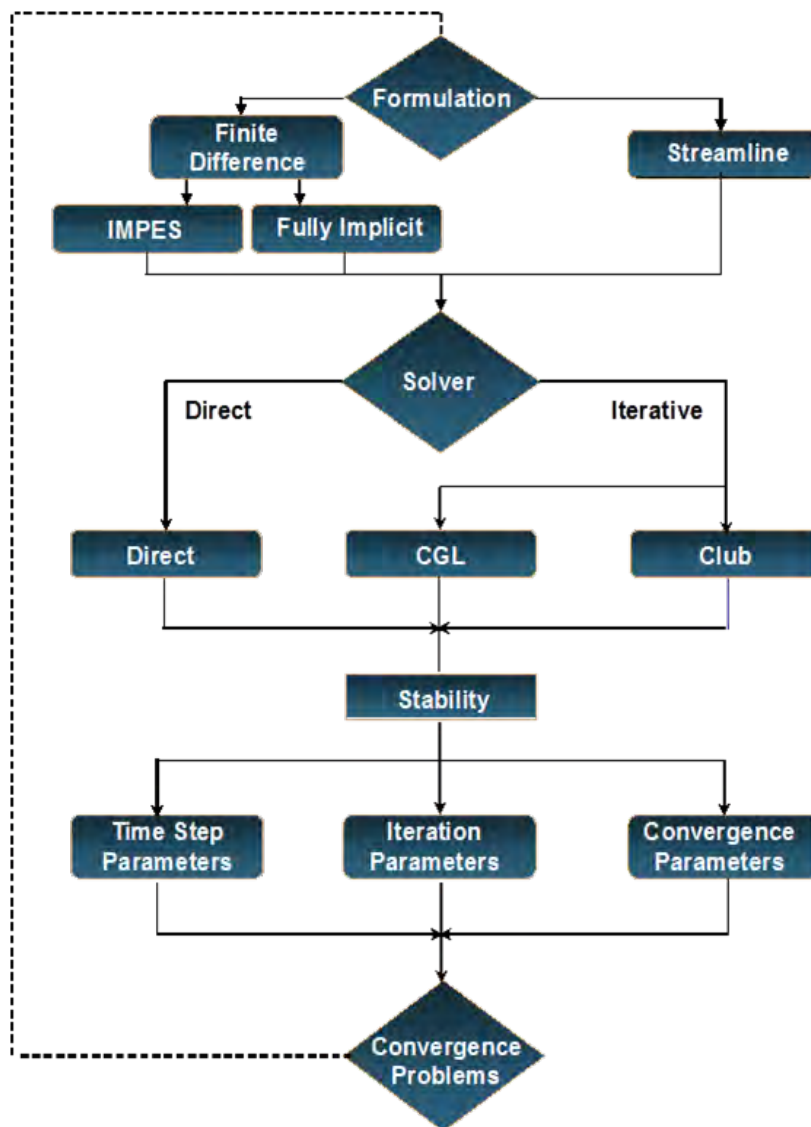 Formulation
Finite
Difference
Streamline
IMPES
Fully Implicit
Solver
Direct
Iterative
Direct
CGL
Club
Stability
Time Step
Parameters
Iteration
Parameters
Convergence
Parameters
Convergence
Problems